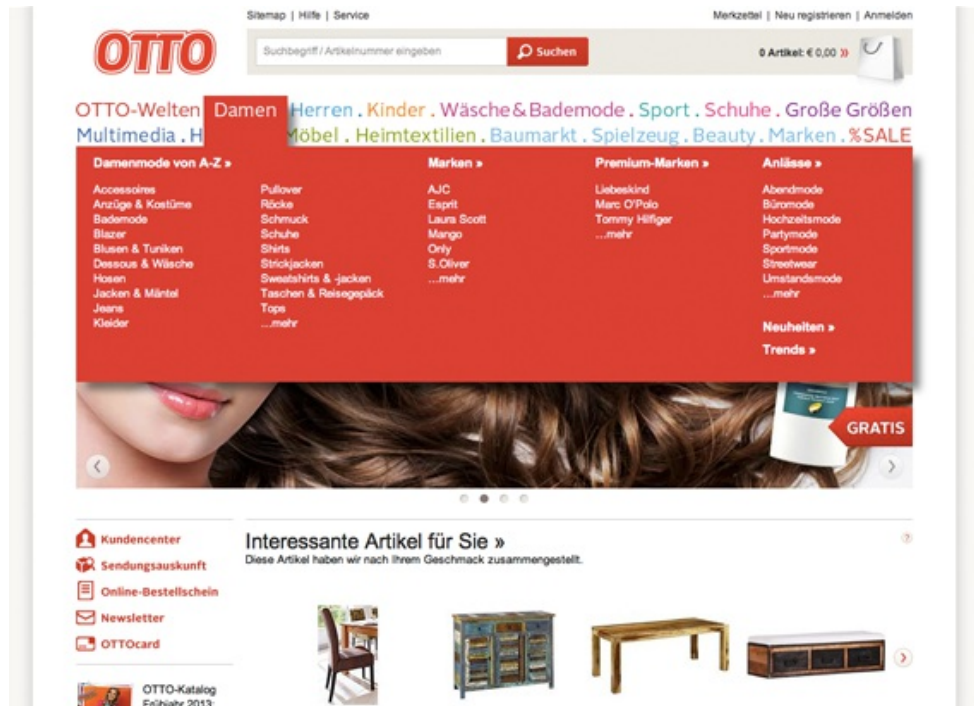 Sitemap | Hilfe | Service
Merkzettel | Neu registrieren | Anmelden
OTTO
Suchbegriff / Artikelnummer eingeben
Suchen
0 Artikel: € 0,00 »
OTTO-Welten Damen Herren . Kinder . Wäsche & Bademode . Sport . Schuhe . Große Größen
Multimedia . H Möbel . Heimtextilien . Baumarkt . Spielzeug . Beauty . Marken . %SALE
Damenmode von A-Z »
Accessoires
Anzüge & Kostüme
Bademode
Blazer
Blusen & Tuniken
Dessous & Wäsche
Hosen
Jacken & Mäntel
Jeans
Kleider
Pullover
Röcke
Schmuck
Schuhe
Shirts
Strickjacken
Sweatshirts & -jacken
Taschen & Reisegepäck
Tops
...mehr
Marken »
AJC
Esprit
Laura Scott
Mango
Only
S.Oliver
...mehr
Premium-Marken »
Liebeskind
Marc O'Polo
Tommy Hilfiger
...mehr
Anlässe »
Abendmode
Büromode
Hochzeitsmode
Partymode
Sportmode
Streetwear
Umstandsmode
...mehr
Neuheiten »
Trends »
GRATIS
Kundencenter
Sendungsauskunft
Online-Bestellschein
Newsletter
OTTOcard
OTTO-Katalog
Frühjahr 2013:
Interessante Artikel für Sie »
Diese Artikel haben wir nach Ihrem Geschmack zusammengestellt.